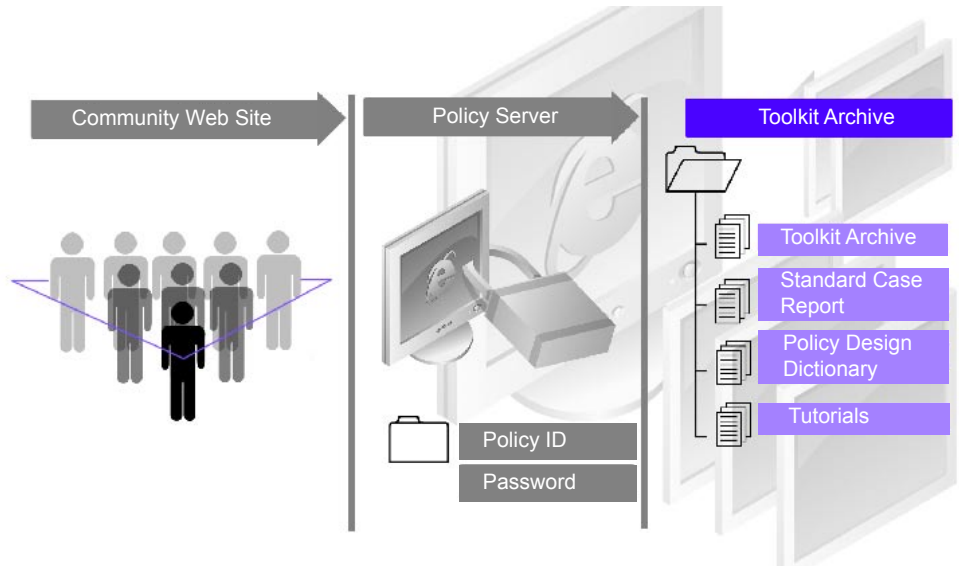 Community Web Site
Policy Server
Toolkit Archive
Toolkit Archive
Standard Case
Report
Policy Design
Dictionary
Tutorials
Policy ID
Password